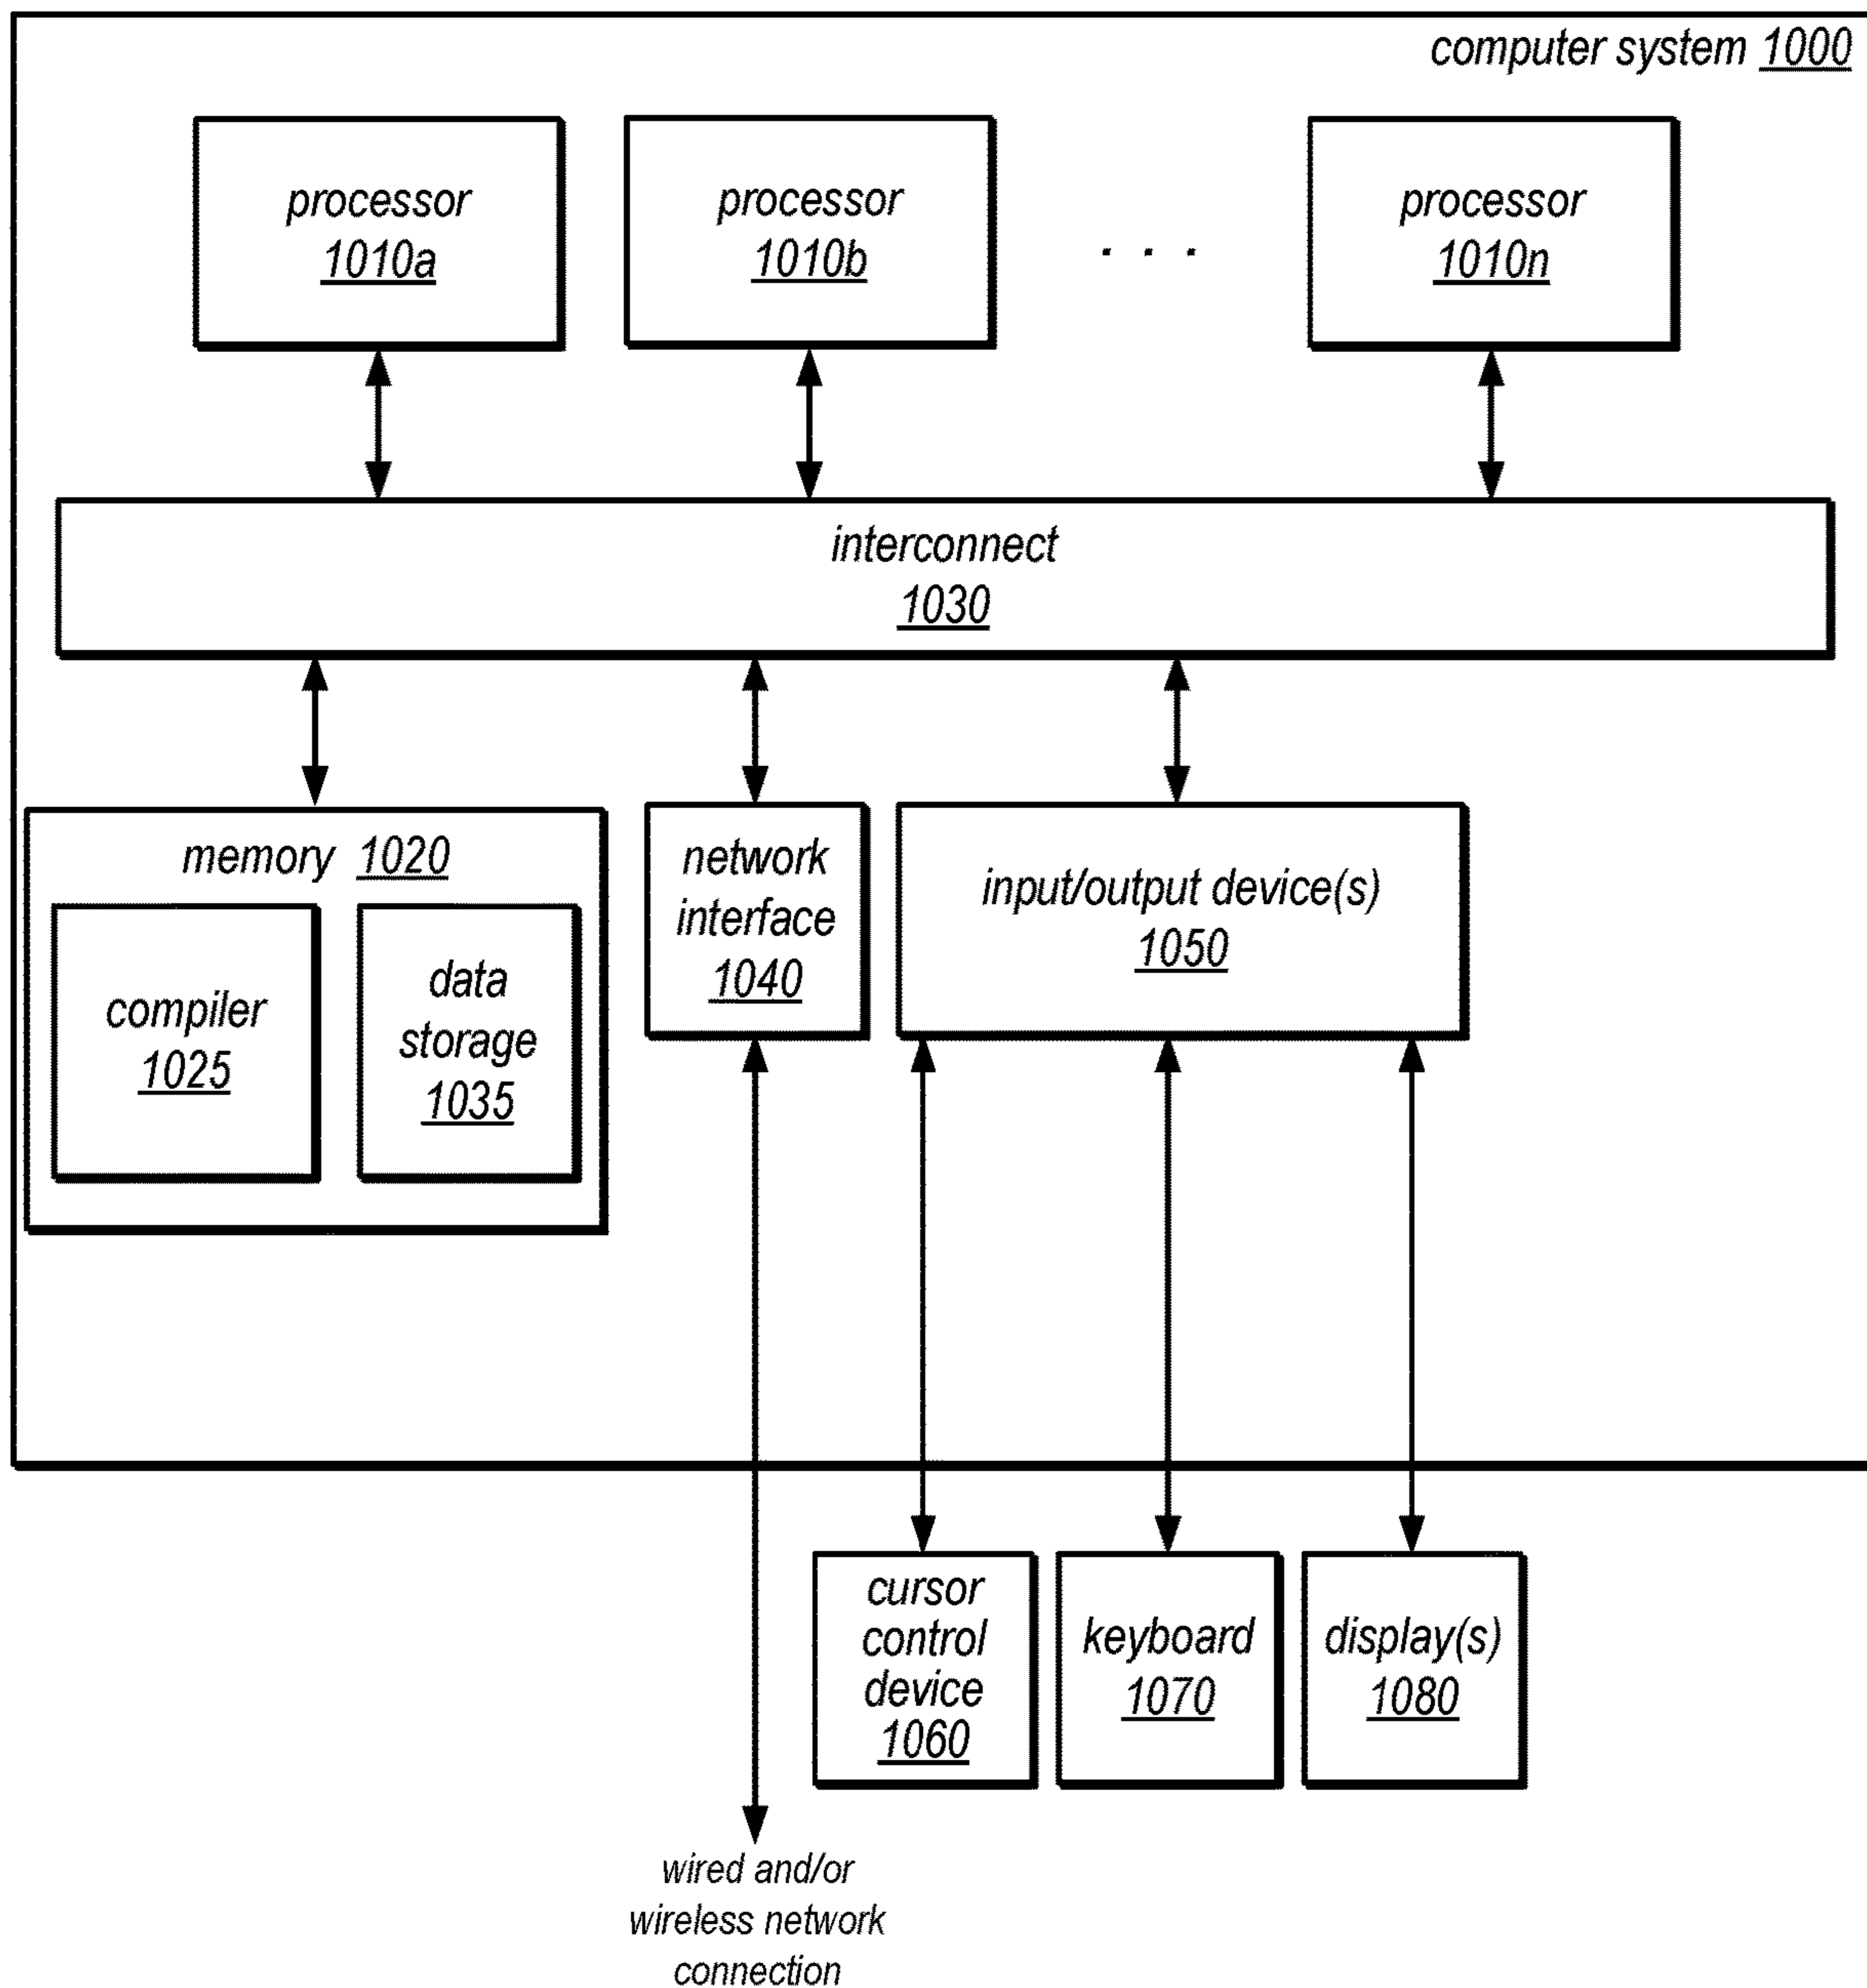 computer system 1000
processor
1010a
processor
1010b
. . .
processor
1010n
interconnect
1030
memory 1020
compiler
1025
data
storage
1035
network
interface
1040
input/output device(s)
1050
cursor
control
device
1060
keyboard
1070
display(s)
1080
wired and/or
wireless network
connection